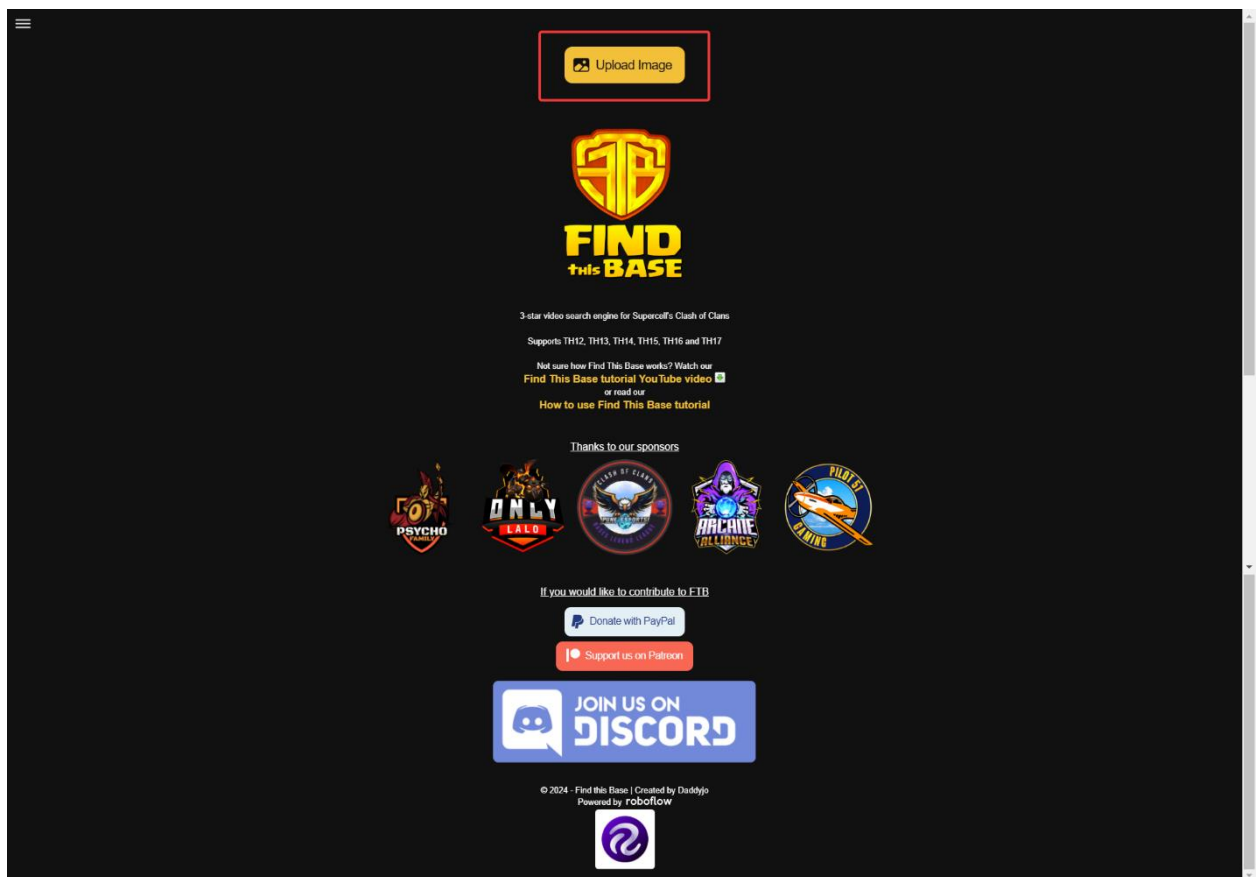 Upload Image
FTB
FIND
THIS BASE
3-star video search engine for Supercell's Clash of Clans
Supports TH12, TH13, TH14, TH15, TH16 and TH17
Not sure how Find This Base works? Watch our
Find This Base tutorial YouTube video
or read our
How to use Find This Base tutorial
Thanks to our sponsors
PSYCHO
FAMILY
ONLY
LALO
CLASH OF CLANS
ARCANE
ALLIANCE
PILOT 51
GAMING
If you would like to contribute to FTB
Donate with PayPal
Support us on Patreon
JOIN US ON
DISCORD
© 2024 - Find this Base | Created by Daddyjo
Powered by roboflow